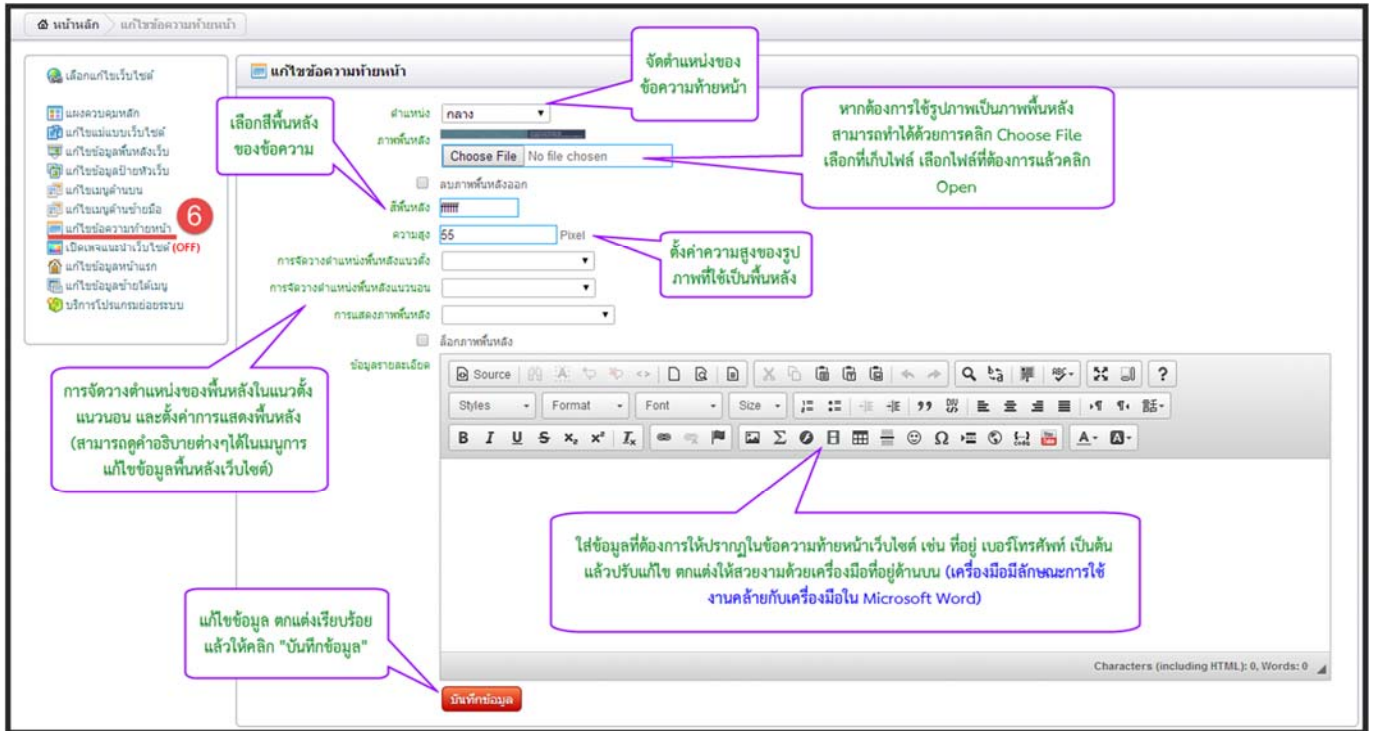 หน้าหลัก แก้ไขข้อความท้ายหน้า
เลือกแก้ไขเว็บไซต์
แผงควบคุมหลัก
แก้ไขแม่แบบเว็บไซต์
แก้ไขข้อมูลพื้นหลังเว็บ
แก้ไขข้อมูลป้ายหัวเว็บ
แก้ไขเมนูด้านบน
แก้ไขเมนูด้านซ้ายมือ
แก้ไขข้อความท้ายหน้า
6
เปิดเพจแนะนำเว็บไซต์ (OFF)
แก้ไขข้อมูลหน้าแรก
แก้ไขข้อมูลซ้ายใต้เมนู
บริการโปรแกรมย่อยระบบ
แก้ไขข้อความท้ายหน้า
จัดตำแหน่งของ
ข้อความท้ายหน้า
เลือกสีพื้นหลัง
ของข้อความ
ตำแหน่ง กลาง
ภาพพื้นหลัง
Choose File No file chosen
หากต้องการใช้รูปภาพเป็นภาพพื้นหลัง
สามารถทำได้ด้วยการคลิก Choose File
เลือกที่เก็บไฟล์ เลือกไฟล์ที่ต้องการแล้วคลิก
Open
ลบภาพพื้นหลังออก
สีพื้นหลัง ffffff
ความสูง 55 Pixel
ตั้งค่าความสูงของรูป
ภาพที่ใช้เป็นพื้นหลัง
การจัดวางตำแหน่งพื้นหลังแนวตั้ง
การจัดวางตำแหน่งพื้นหลังแนวนอน
การแสดงภาพพื้นหลัง
ล็อกภาพพื้นหลัง
ข้อมูลรายละเอียด
การจัดวางตำแหน่งของพื้นหลังในแนวตั้ง
แนวนอน และตั้งค่าการแสดงพื้นหลัง
(สามารถดูคำอธิบายต่างๆได้ในเมนูการ
แก้ไขข้อมูลพื้นหลังเว็บไซต์)
Source
Styles Format Font Size
B I U S x₂ x² Iₓ
ใส่ข้อมูลที่ต้องการให้ปรากฏในข้อความท้ายหน้าเว็บไซต์ เช่น ที่อยู่ เบอร์โทรศัพท์ เป็นต้น
แล้วปรับแก้ไข ตกแต่งให้สวยงามด้วยเครื่องมือที่อยู่ด้านบน (เครื่องมือมีลักษณะการใช้
งานคล้ายกับเครื่องมือใน Microsoft Word)
แก้ไขข้อมูล ตกแต่งเรียบร้อย
แล้วให้คลิก "บันทึกข้อมูล"
Characters (including HTML): 0, Words: 0
บันทึกข้อมูล